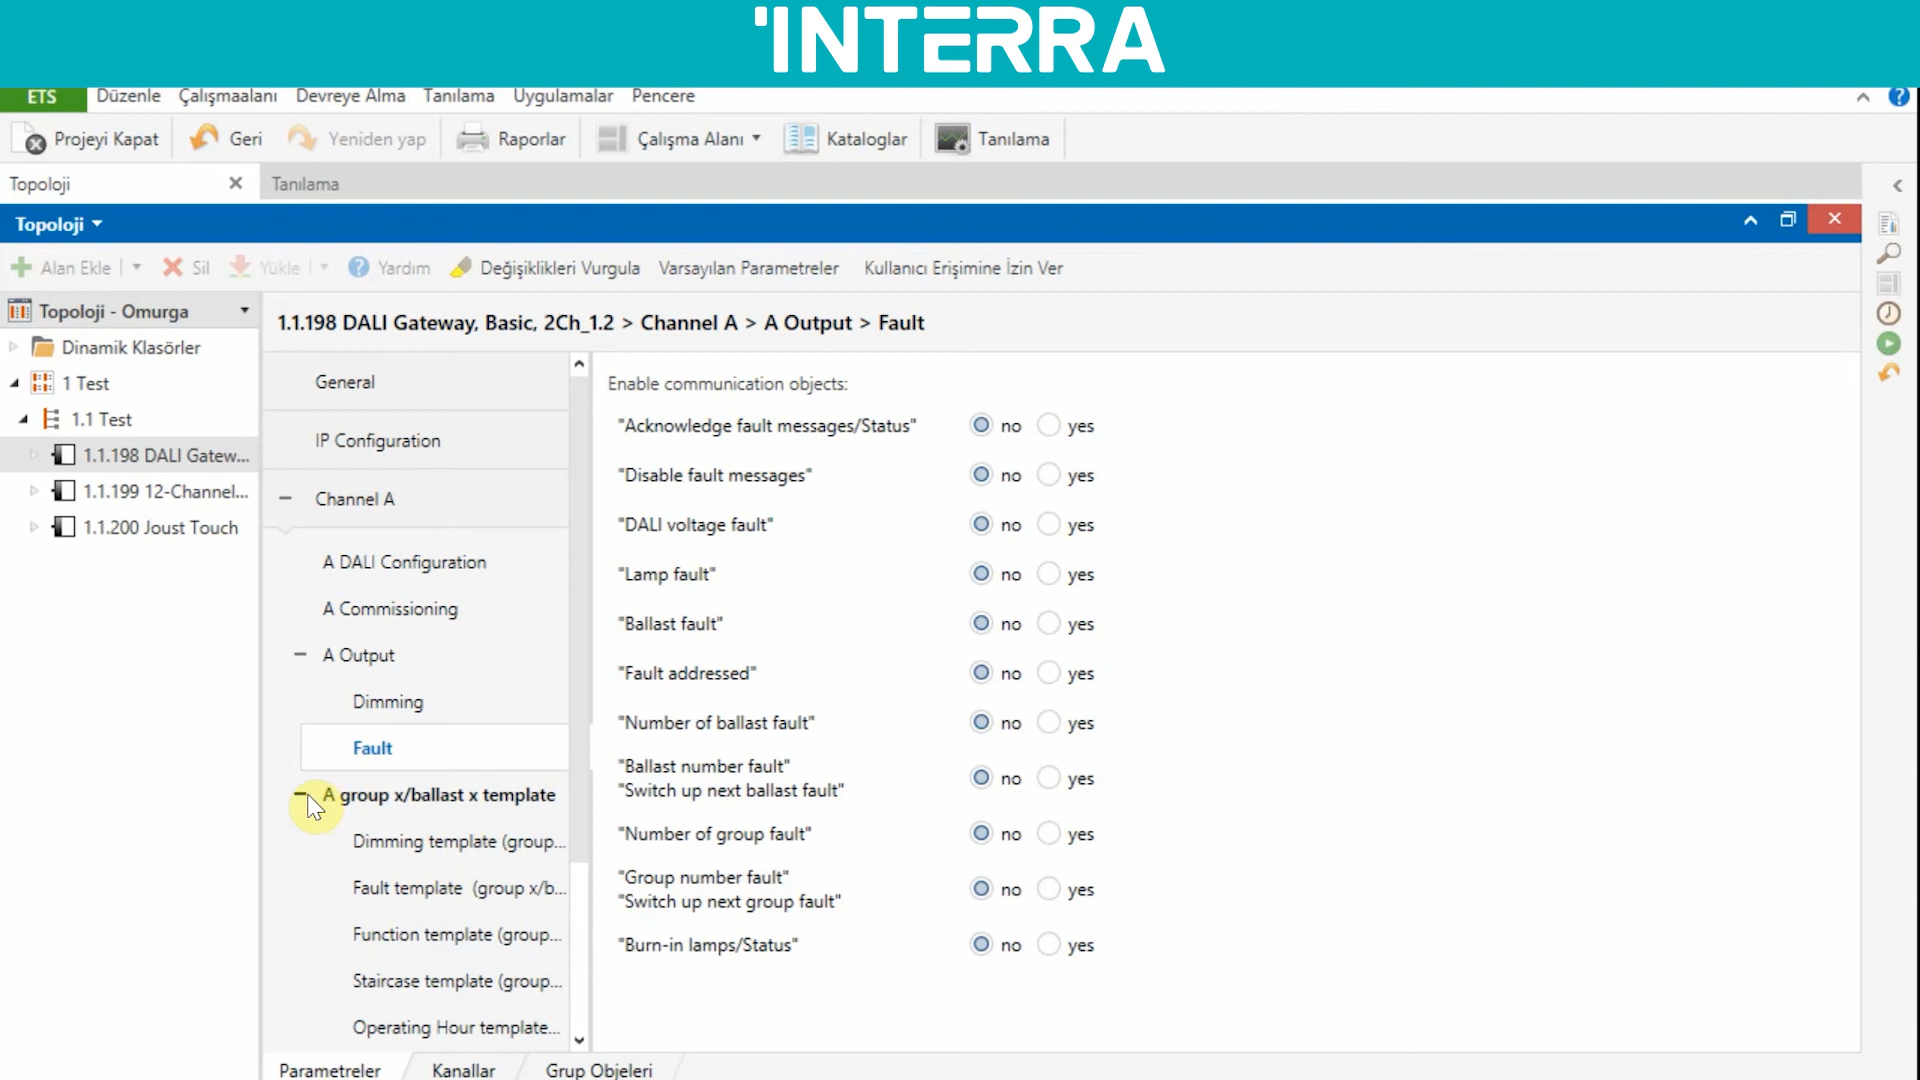 INTERRA
ETS Düzenle Çalışmaalanı Devreye Alma Tanılama Uygulamalar Pencere
Projeyi Kapat Geri Yeniden yap Raporlar Çalışma Alanı Kataloglar Tanılama
Topoloji Tanılama
Topoloji
Alan Ekle Sil Yükle Yardım Değişiklikleri Vurgula Varsayılan Parametreler Kullanıcı Erişimine İzin Ver
Topoloji - Omurga
Dinamik Klasörler
1 Test
1.1 Test
1.1.198 DALI Gatew...
1.1.199 12-Channel...
1.1.200 Joust Touch
1.1.198 DALI Gateway, Basic, 2Ch_1.2 > Channel A > A Output > Fault
General
IP Configuration
Channel A
A DALI Configuration
A Commissioning
A Output
Dimming
Fault
A group x/ballast x template
Dimming template (group...
Fault template (group x/b...
Function template (group...
Staircase template (group...
Operating Hour template...
Enable communication objects:
"Acknowledge fault messages/Status" no yes
"Disable fault messages" no yes
"DALI voltage fault" no yes
"Lamp fault" no yes
"Ballast fault" no yes
"Fault addressed" no yes
"Number of ballast fault" no yes
"Ballast number fault"
"Switch up next ballast fault" no yes
"Number of group fault" no yes
"Group number fault"
"Switch up next group fault" no yes
"Burn-in lamps/Status" no yes
Parametreler Kanallar Grup Objeleri